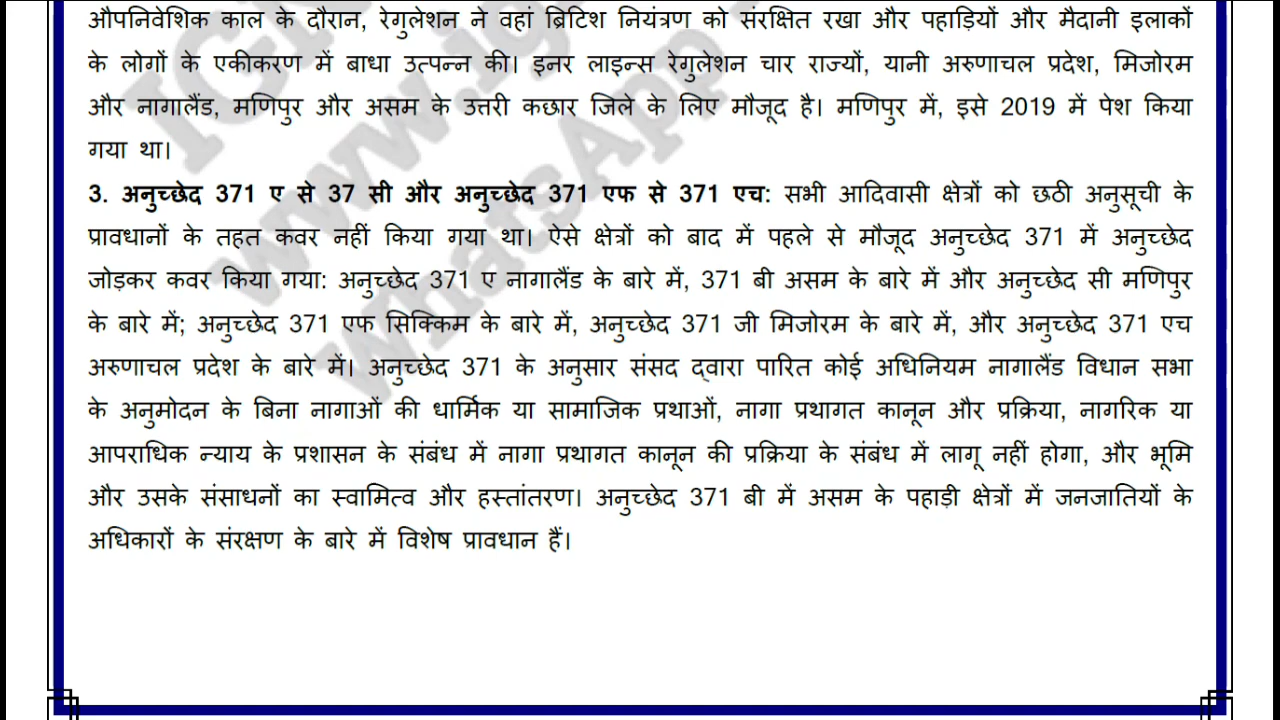 औपनिवेशिक काल के दौरान, रेगुलेशन ने वहां ब्रिटिश नियंत्रण को संरक्षित रखा और पहाड़ियों और मैदानी इलाकों
के लोगों के एकीकरण में बाधा उत्पन्न की। इनर लाइन्स रेगुलेशन चार राज्यों, यानी अरुणाचल प्रदेश, मिजोरम
और नागालैंड, मणिपुर और असम के उत्तरी कछार जिले के लिए मौजूद है। मणिपुर में, इसे 2019 में पेश किया
गया था।
3. अनुच्छेद 371 ए से 37 सी और अनुच्छेद 371 एफ से 371 एच: सभी आदिवासी क्षेत्रों को छठी अनुसूची के
प्रावधानों के तहत कवर नहीं किया गया था। ऐसे क्षेत्रों को बाद में पहले से मौजूद अनुच्छेद 371 में अनुच्छेद
जोड़कर कवर किया गया: अनुच्छेद 371 ए नागालैंड के बारे में, 371 बी असम के बारे में और अनुच्छेद सी मणिपुर
के बारे में; अनुच्छेद 371 एफ सिक्किम के बारे में, अनुच्छेद 371 जी मिजोरम के बारे में, और अनुच्छेद 371 एच
अरुणाचल प्रदेश के बारे में। अनुच्छेद 371 के अनुसार संसद द्वारा पारित कोई अधिनियम नागालैंड विधान सभा
के अनुमोदन के बिना नागाओं की धार्मिक या सामाजिक प्रथाओं, नागा प्रथागत कानून और प्रक्रिया, नागरिक या
आपराधिक न्याय के प्रशासन के संबंध में नागा प्रथागत कानून की प्रक्रिया के संबंध में लागू नहीं होगा, और भूमि
और उसके संसाधनों का स्वामित्व और हस्तांतरण। अनुच्छेद 371 बी में असम के पहाड़ी क्षेत्रों में जनजातियों के
अधिकारों के संरक्षण के बारे में विशेष प्रावधान हैं।
WhatsApp